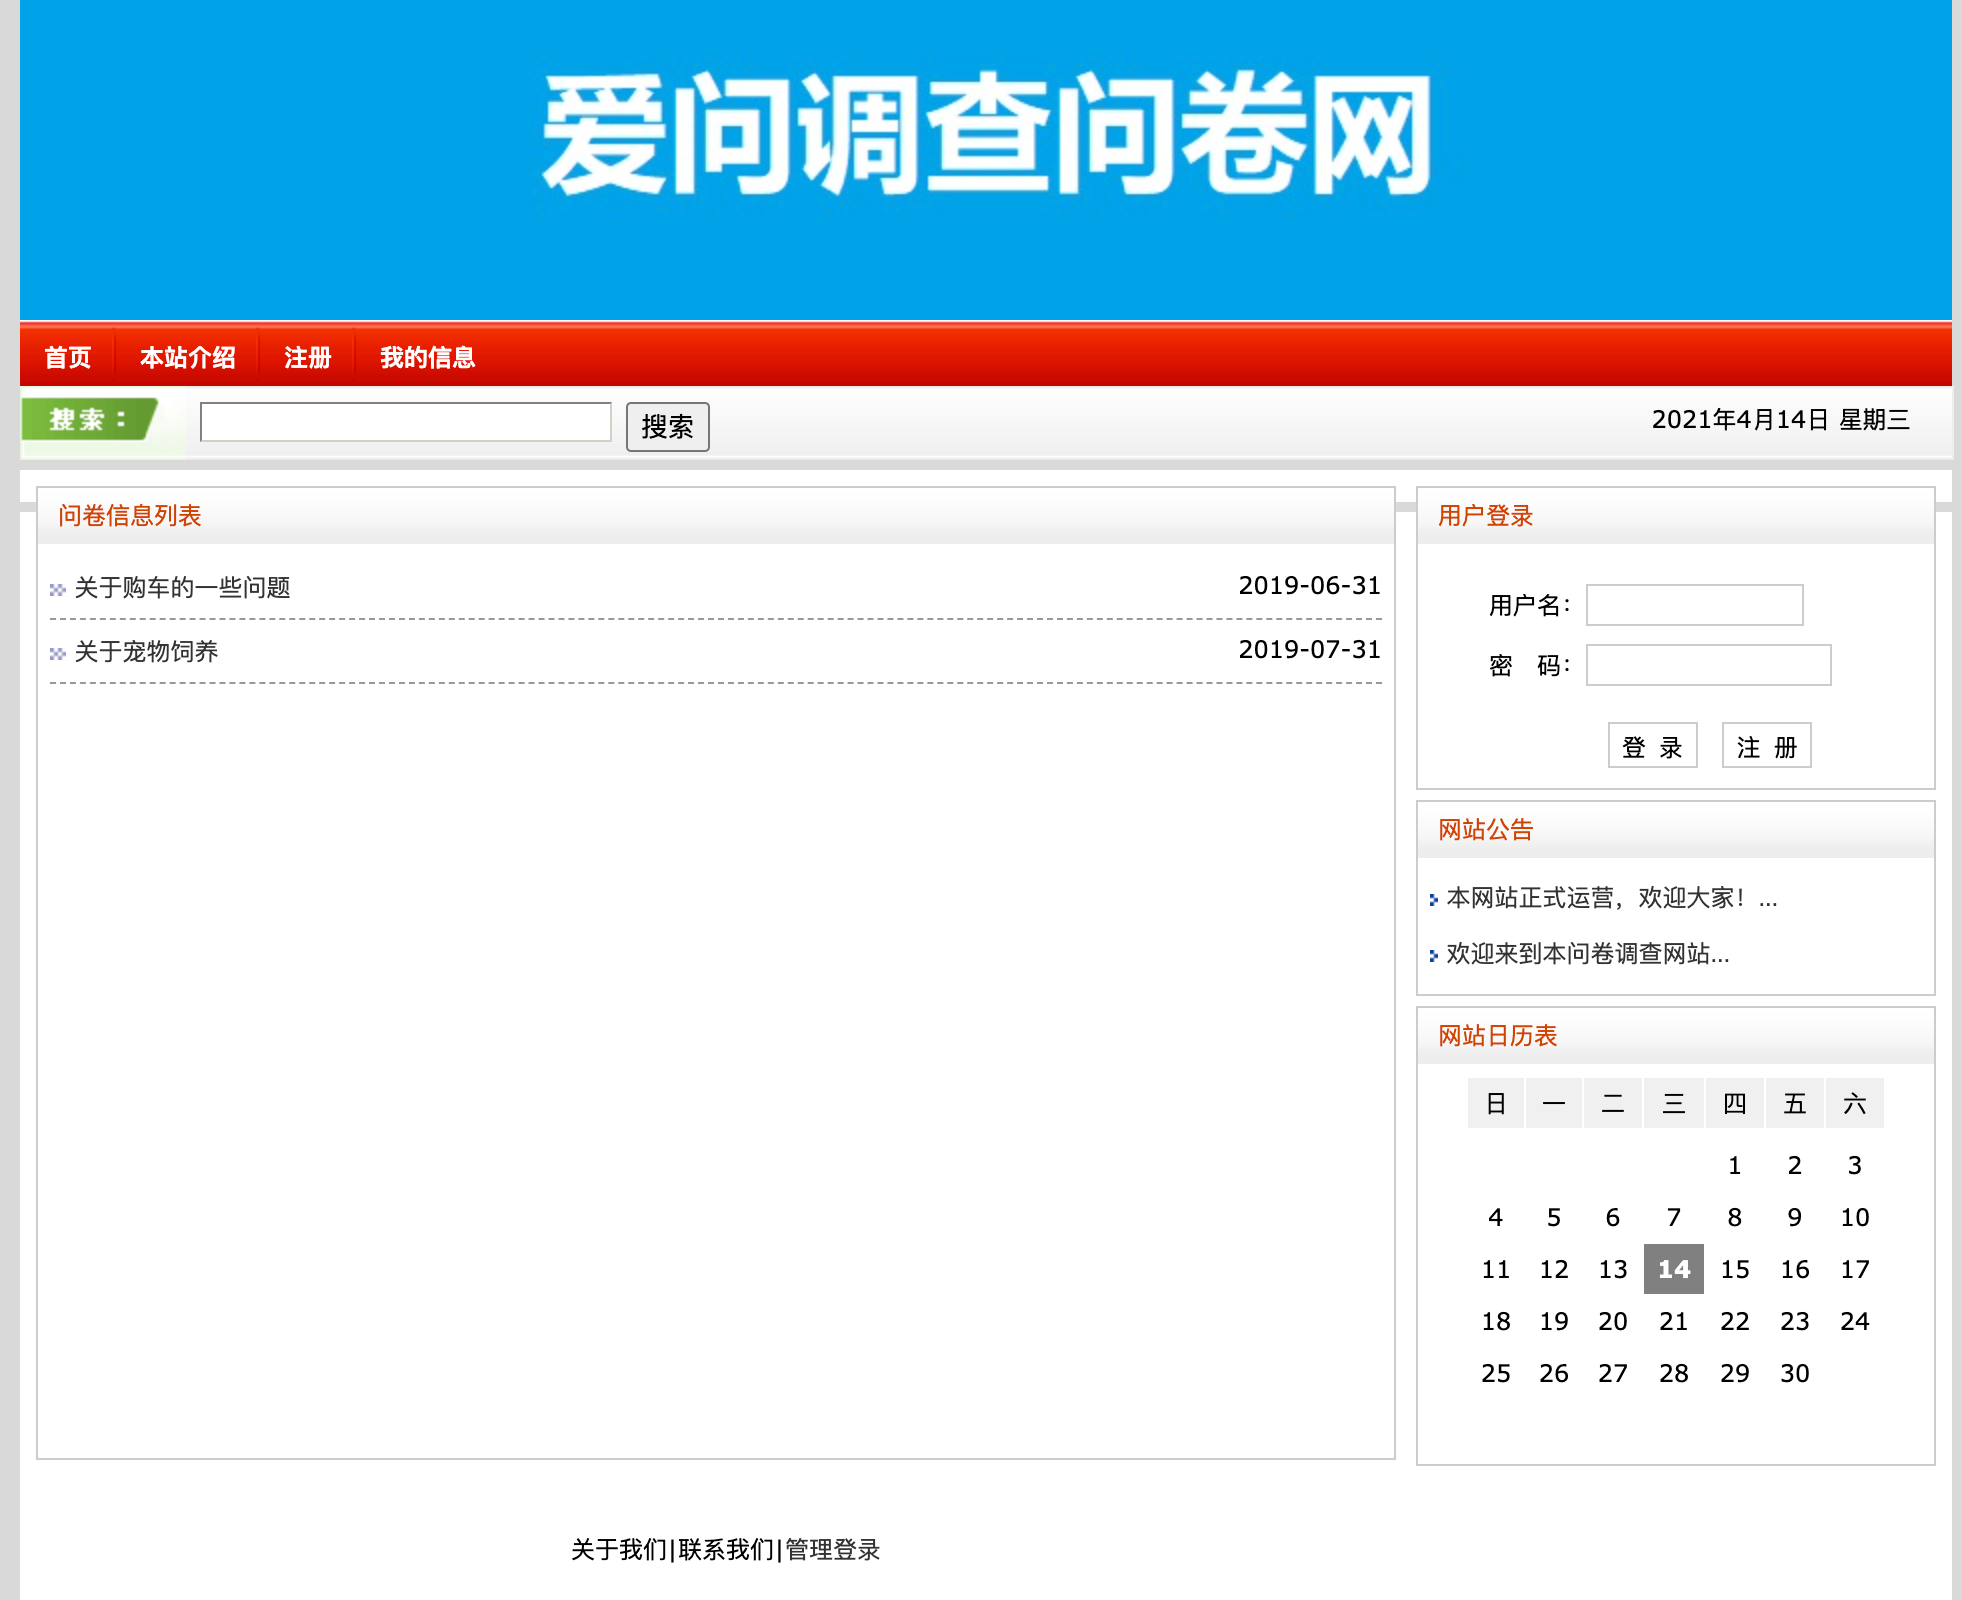 爱问调查问卷网
首页 本站介绍 注册 我的信息
搜索： 搜索 2021年4月14日 星期三
问卷信息列表
关于购车的一些问题 2019-06-31
关于宠物饲养 2019-07-31
用户登录
用户名：
密 码：
登 录 注 册
网站公告
本网站正式运营，欢迎大家！...
欢迎来到本问卷调查网站...
网站日历表
日 一 二 三 四 五 六
1 2 3
4 5 6 7 8 9 10
11 12 13 14 15 16 17
18 19 20 21 22 23 24
25 26 27 28 29 30
关于我们|联系我们|管理登录